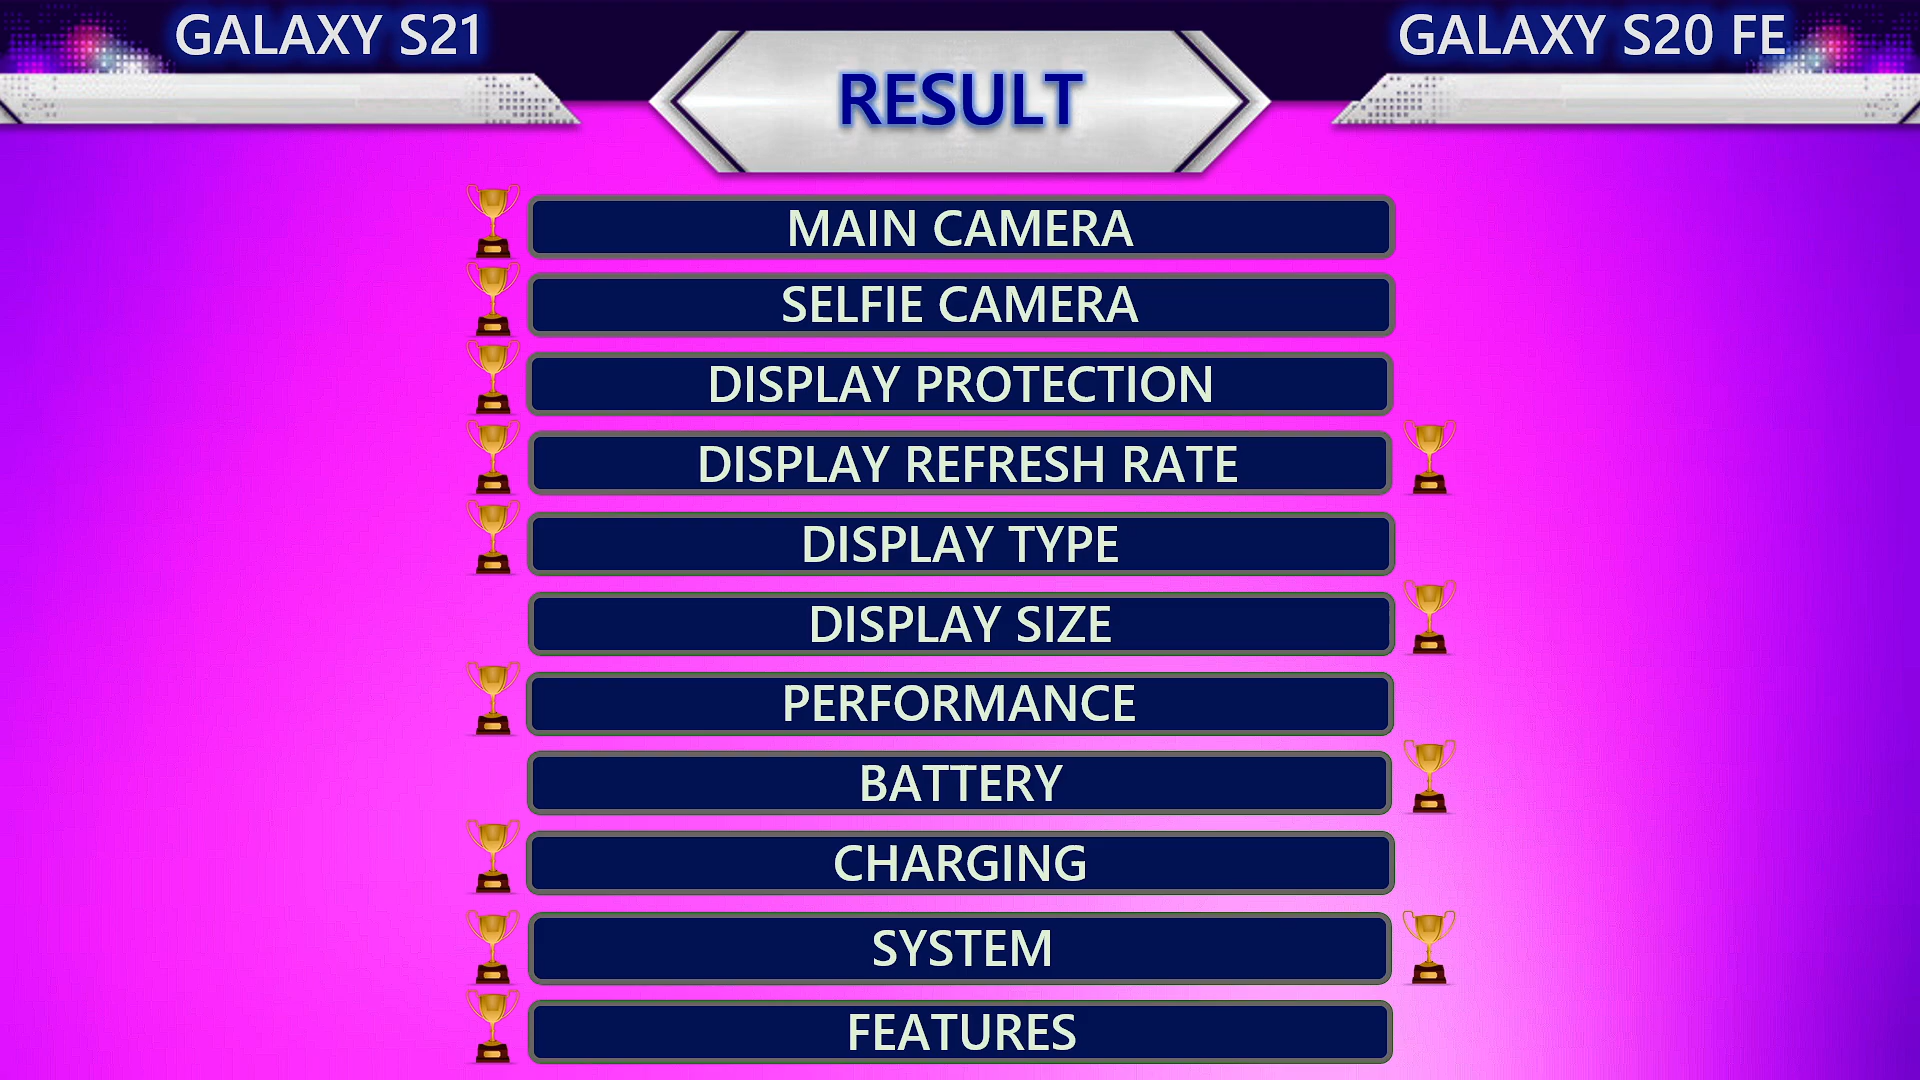 GALAXY S21
GALAXY S20 FE
RESULT
MAIN CAMERA
SELFIE CAMERA
DISPLAY PROTECTION
DISPLAY REFRESH RATE
DISPLAY TYPE
DISPLAY SIZE
PERFORMANCE
BATTERY
CHARGING
SYSTEM
FEATURES